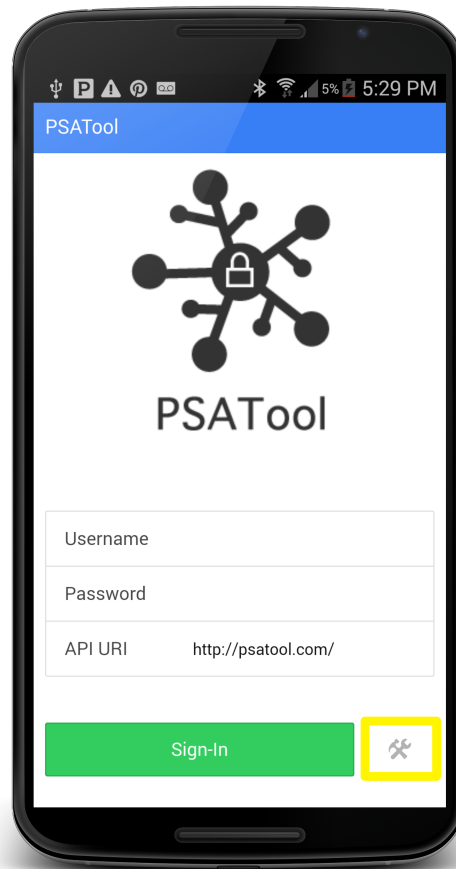 5% 5:29 PM
PSATool
PSATool
Username
Password
API URI http://psatool.com/
Sign-In